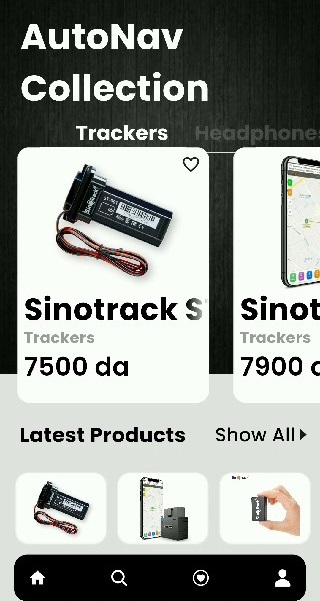 AutoNav
Collection
Trackers Headphones
Sinotrack S
Trackers
7500 da
Sinot
Trackers
7900 d
Latest Products
Show All